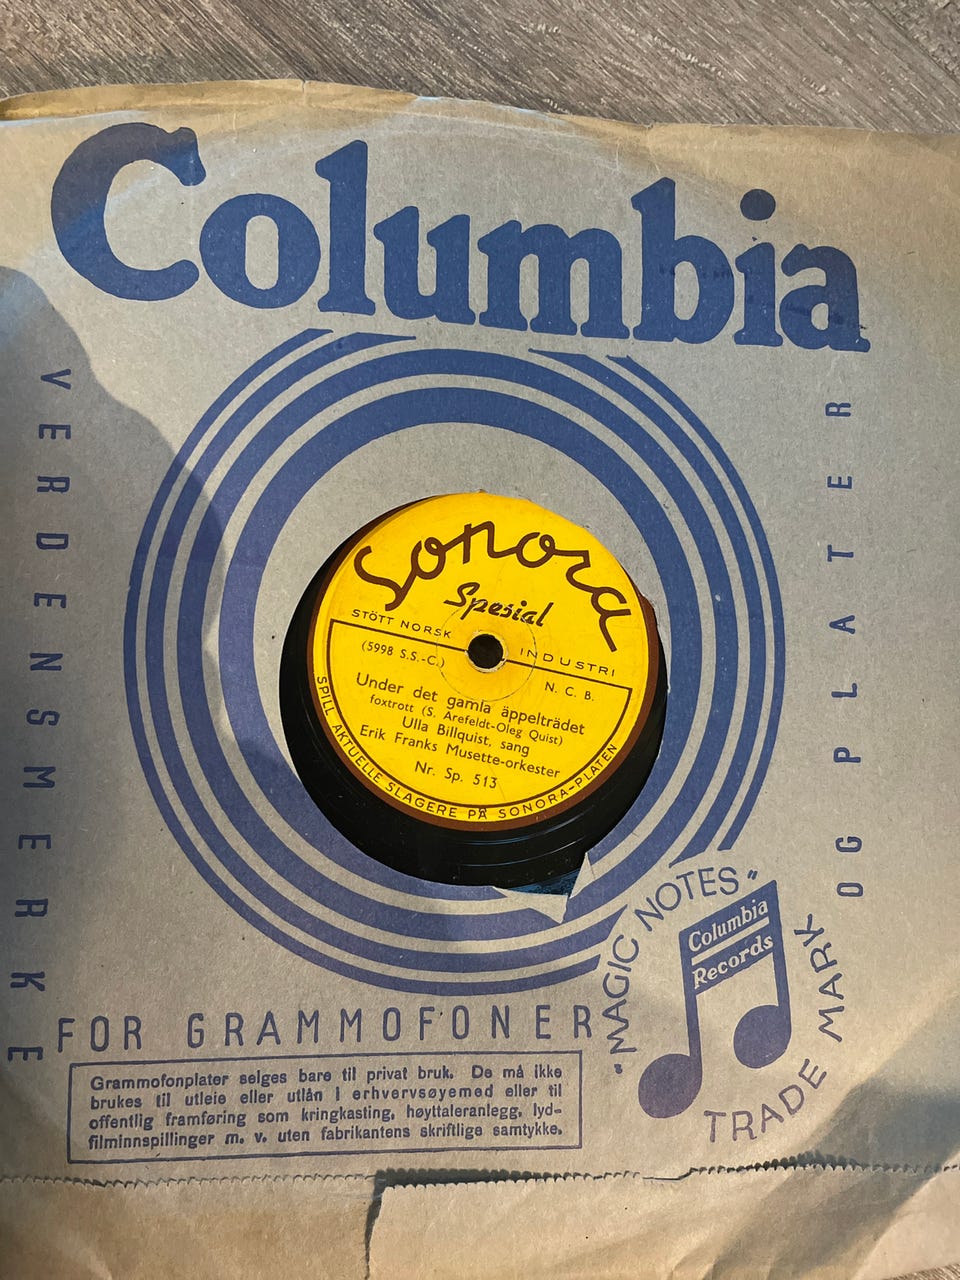 Columbia
VERDENSMERKE
FOR GRAMMOFONER
OG PLATER
Sonora
Spesial
STÖTT NORSK INDUSTRI
(5998 S.S.-C.)
N. C. B.
Under det gamla äppelträdet
foxtrott (S. Arefeldt-Oleg Quist)
Ulla Billquist, sang
Erik Franks Musette-orkester
Nr. Sp. 513
SPILL AKTUELLE SLAGERE PÅ SONORA-PLATEN
"MAGIC NOTES"
Columbia
Records
TRADE MARK
Grammofonplater selges bare til privat bruk. De må ikke
brukes til utleie eller utlån i erhvervsøyemed eller til
offentlig framføring som kringkasting, høyttaleranlegg, lyd-
filminnspillinger m. v. uten fabrikantens skriftlige samtykke.